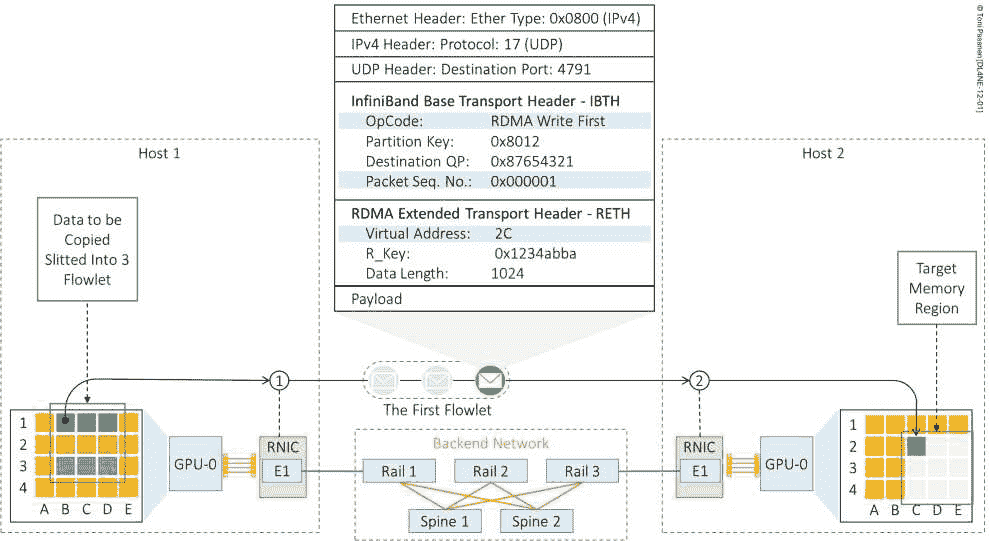 Ethernet Header: Ether Type: 0x0800 (IPv4)
IPv4 Header: Protocol: 17 (UDP)
UDP Header: Destination Port: 4791
InfiniBand Base Transport Header - IBTH
OpCode: RDMA Write First
Partition Key: 0x8012
Destination QP: 0x87654321
Packet Seq. No.: 0x000001
RDMA Extended Transport Header - RETH
Virtual Address: 2C
R_Key: 0x1234abba
Data Length: 1024
Payload
© Toni Pasanen[DL4NE-12-01]
Host 1
Data to be
Copied
Slitted Into 3
Flowlet
1
2
3
4
A B C D E
GPU-0
RNIC
E1
1
The First Flowlet
Backend Network
Rail 1
Rail 2
Rail 3
Spine 1
Spine 2
Host 2
Target
Memory
Region
2
RNIC
E1
GPU-0
1
2
3
4
A B C D E